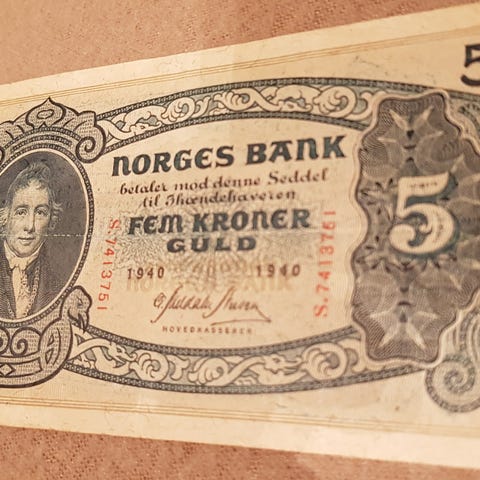 5
NORGES BANK
betaler mod denne Seddel
til Ihændehaveren
FEM KRONER
GULD
1940 1940
S.7413751
S.7413751
HOVEDKASSERER
5